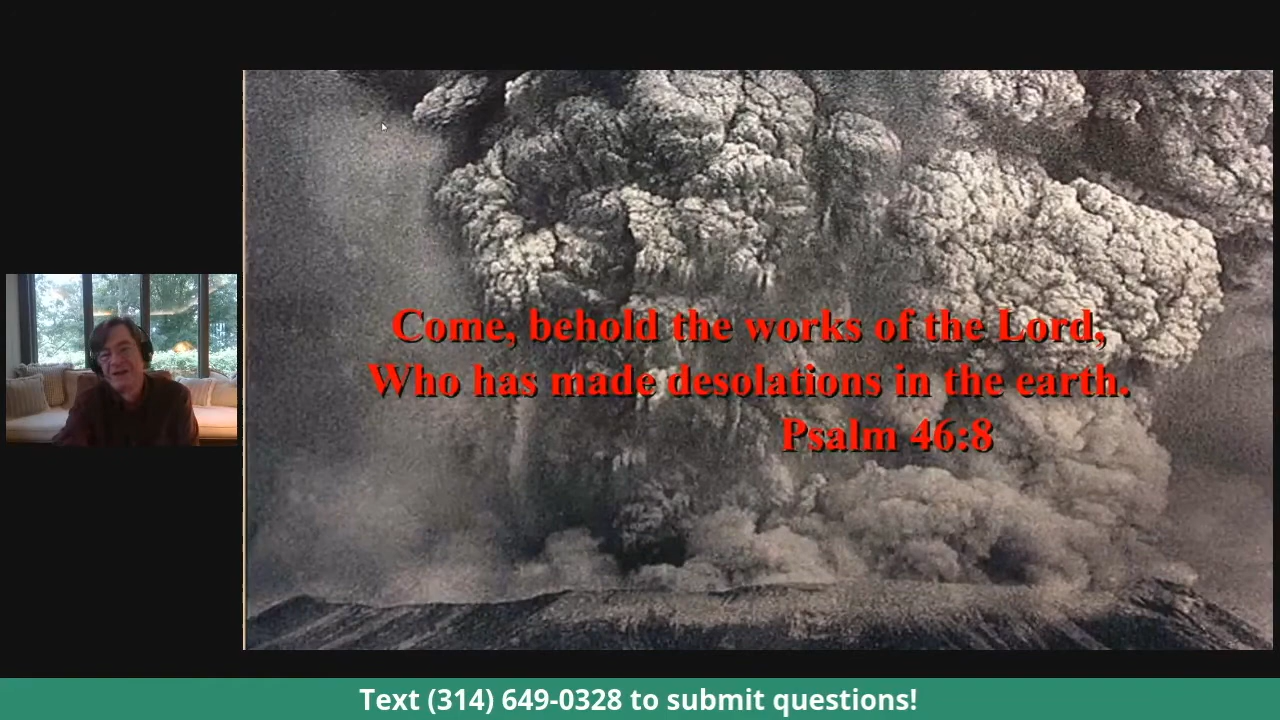 Come, behold the works of the Lord,
Who has made desolations in the earth.
Psalm 46:8
Text (314) 649-0328 to submit questions!